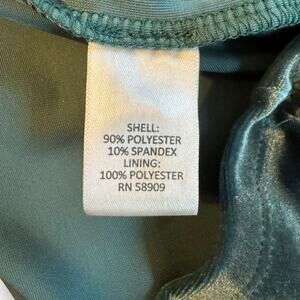 SHELL:
90% POLYESTER
10% SPANDEX
LINING:
100% POLYESTER
RN 58909